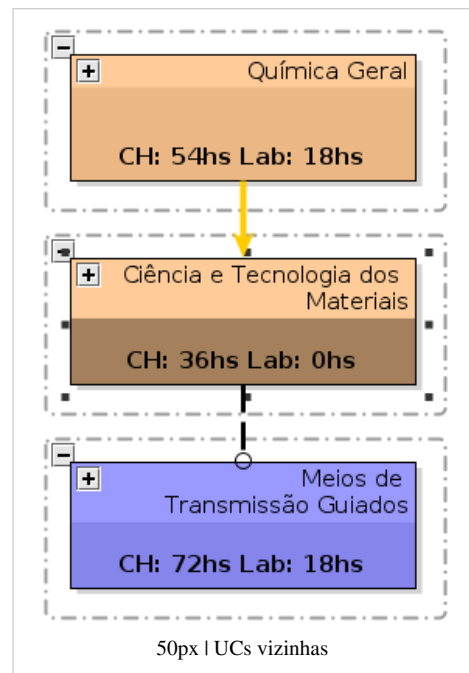 Química Geral
CH: 54hs Lab: 18hs
Ciência e Tecnologia dos
Materiais
CH: 36hs Lab: 0hs
Meios de
Transmissão Guiados
CH: 72hs Lab: 18hs
50px | UCs vizinhas